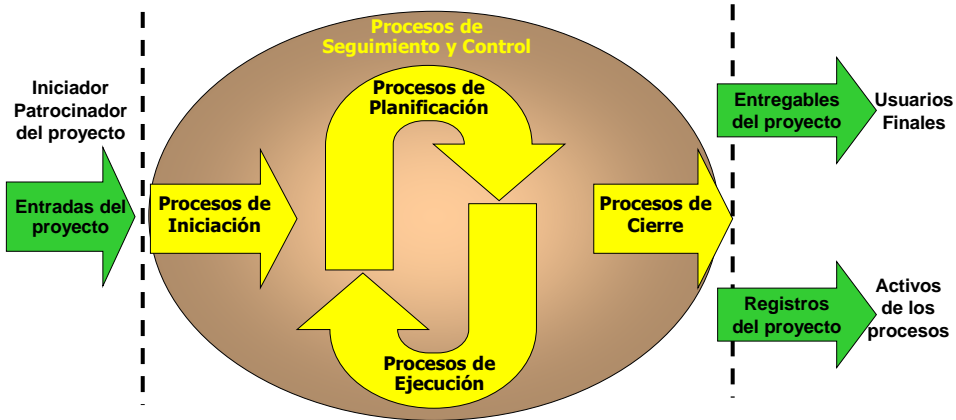 Procesos de
Seguimiento y Control
Iniciador
Patrocinador
del proyecto
Entradas del
proyecto
Procesos de
Iniciación
Procesos de
Planificación
Procesos de
Ejecución
Procesos de
Cierre
Entregables
del proyecto
Usuarios
Finales
Registros
del proyecto
Activos
de los
procesos